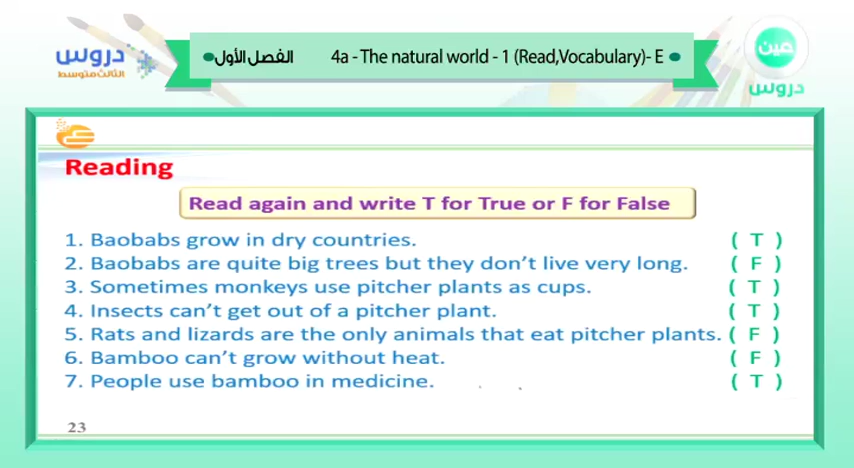 دروس
الثالث متوسط
الفصل الأول
4a - The natural world - 1 (Read,Vocabulary)- E
عين
دروس
Reading
Read again and write T for True or F for False
1. Baobabs grow in dry countries. ( T )
2. Baobabs are quite big trees but they don't live very long. ( F )
3. Sometimes monkeys use pitcher plants as cups. ( T )
4. Insects can't get out of a pitcher plant. ( T )
5. Rats and lizards are the only animals that eat pitcher plants. ( F )
6. Bamboo can't grow without heat. ( F )
7. People use bamboo in medicine. ( T )
23